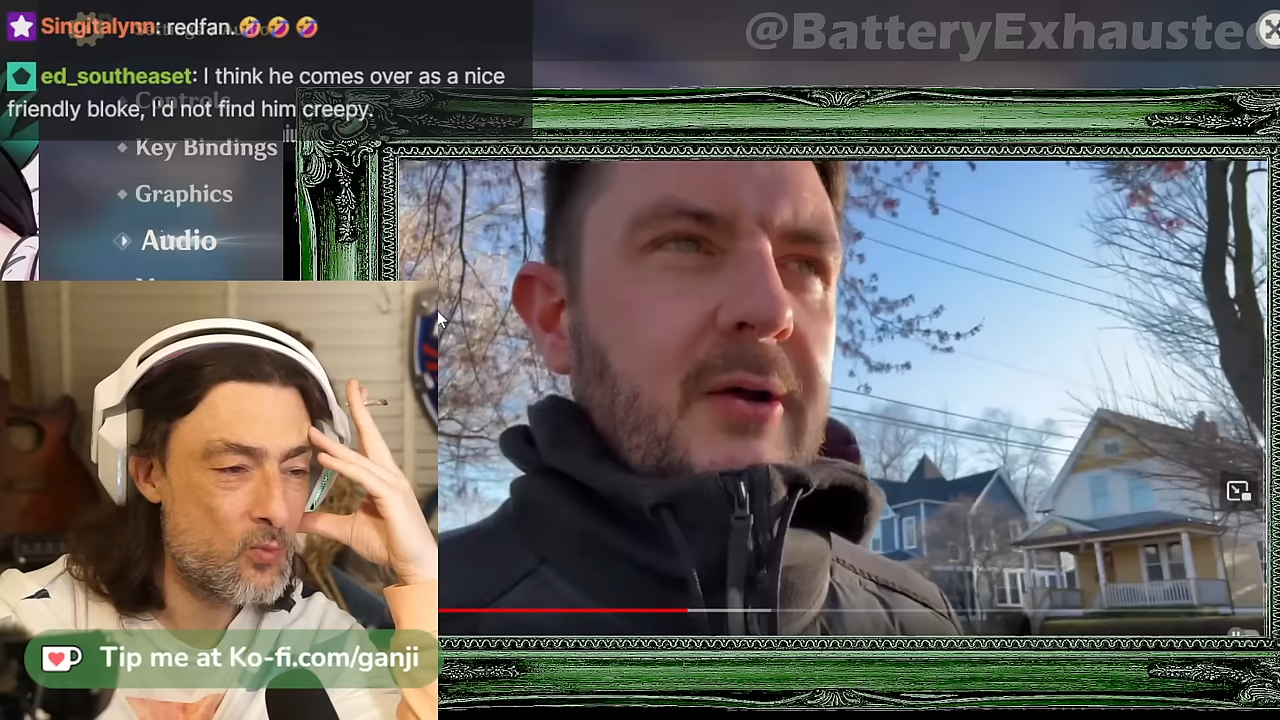 Singitalynn: redfan. 🤣 🤣 🤣
@BatteryExhausted
ed_southeaset: I think he comes over as a nice
friendly bloke, I'd not find him creepy.
Controls
Key Bindings
Graphics
Audio
Tip me at Ko-fi.com/ganji